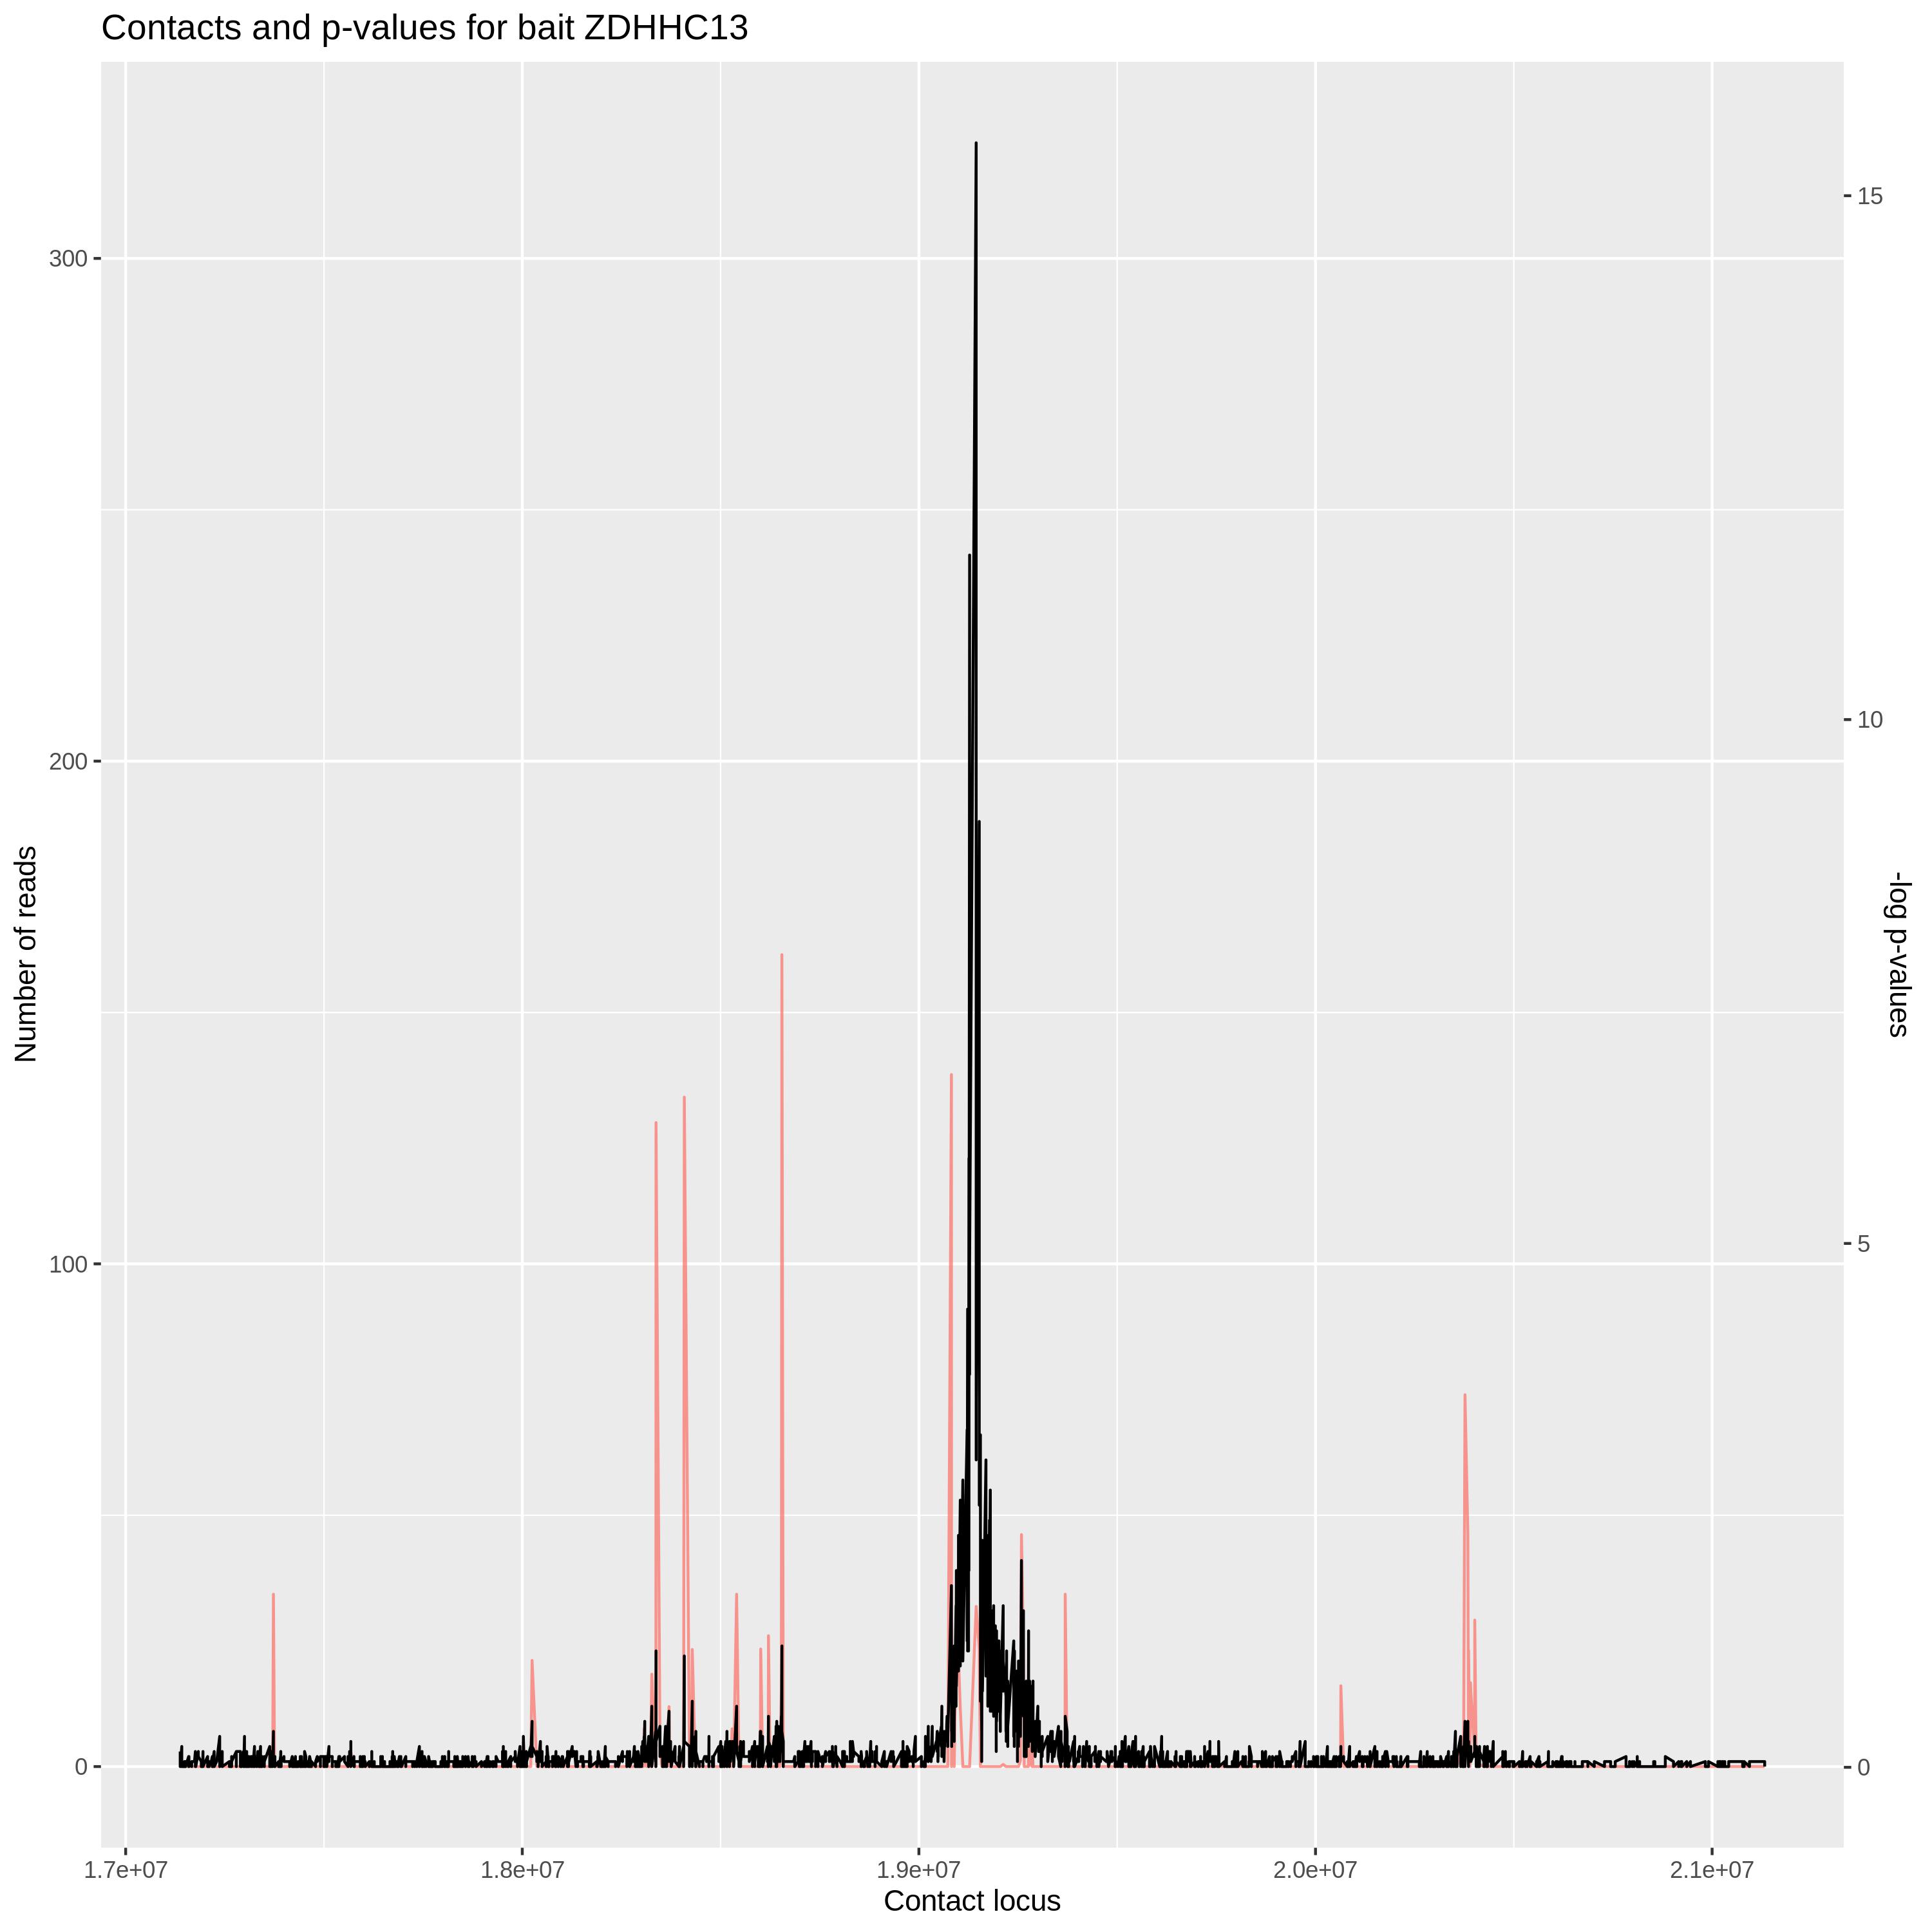 Contacts and p-values for bait ZDHHC13
300
200
100
0
Number of reads
15
10
5
0
-log p-values
1.7e+07
1.8e+07
1.9e+07
2.0e+07
2.1e+07
Contact locus